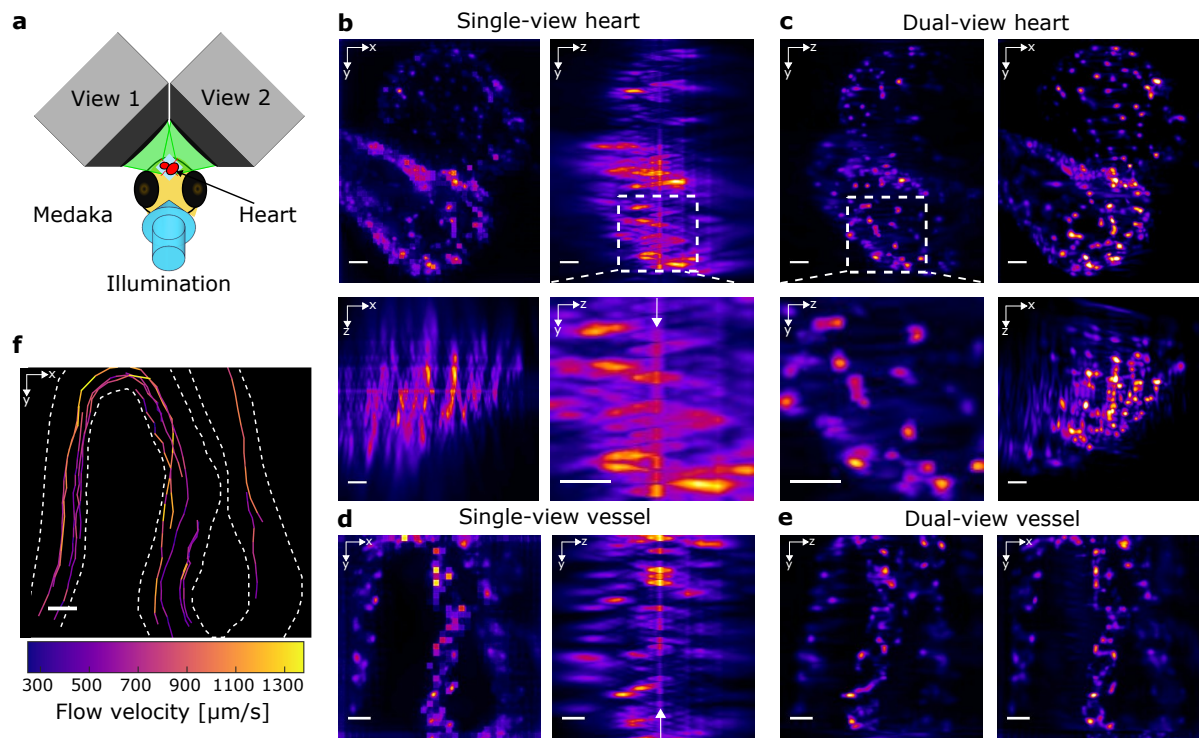 a
View 1
View 2
Medaka
Heart
Illumination
b
Single-view heart
x
y
z
y
x
z
z
y
c
Dual-view heart
z
y
x
y
z
y
x
z
d
Single-view vessel
x
y
z
y
e
Dual-view vessel
z
y
x
y
f
x
y
300 500 700 900 1100 1300
Flow velocity [µm/s]